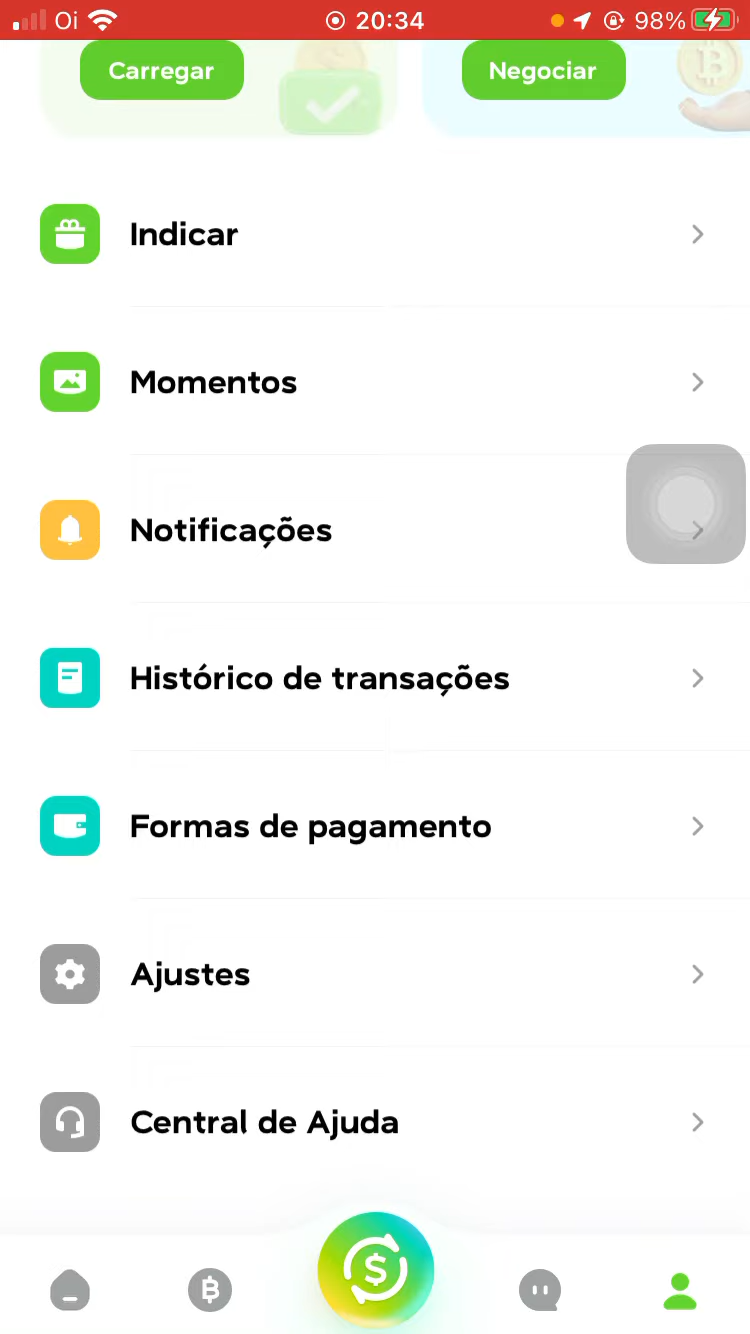 Oi 20:34 98%
Carregar Negociar
Indicar
Momentos
Notificações
Histórico de transações
Formas de pagamento
Ajustes
Central de Ajuda